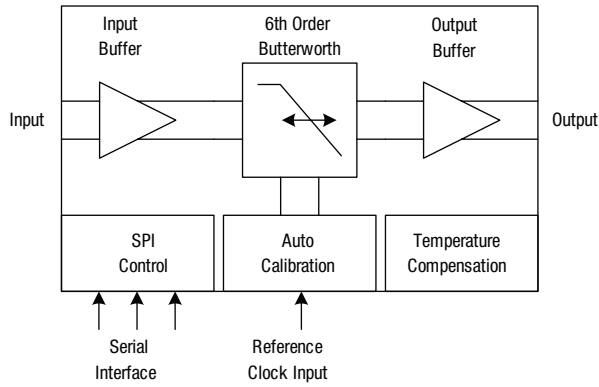 Input
Buffer
6th Order
Butterworth
Output
Buffer
Input
Output
SPI
Control
Auto
Calibration
Temperature
Compensation
Serial
Interface
Reference
Clock Input